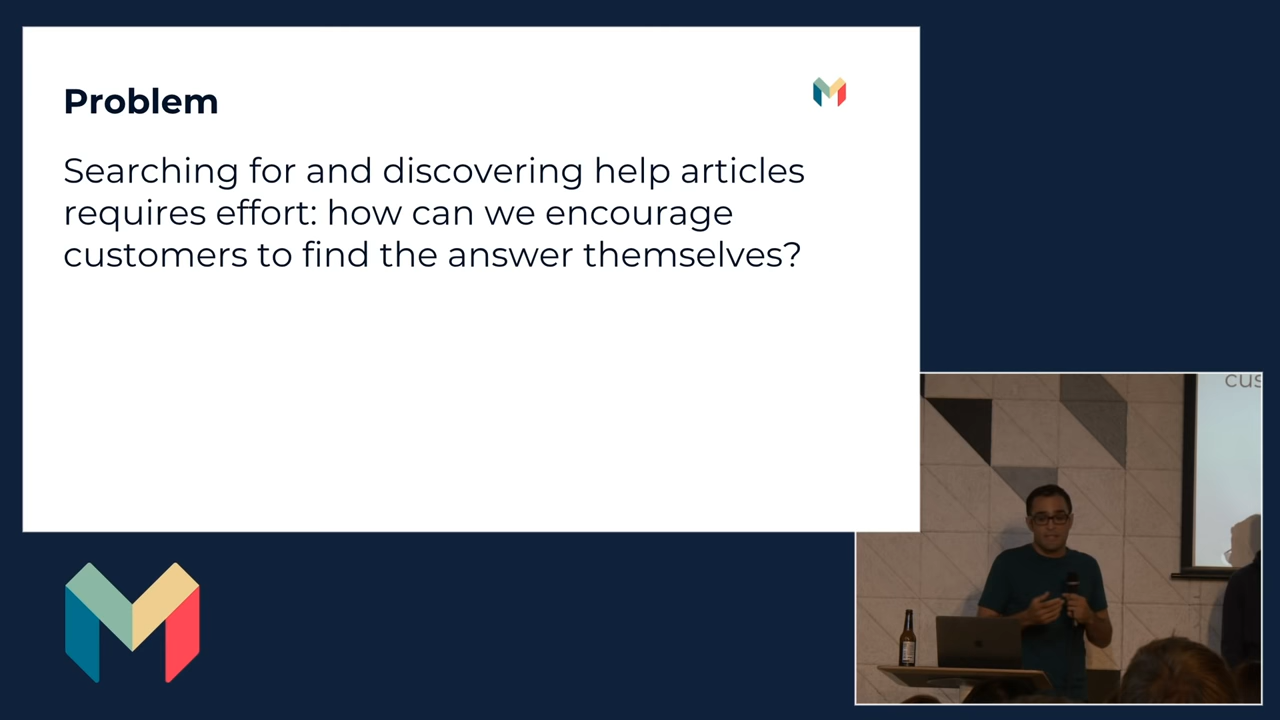 Problem
Searching for and discovering help articles
requires effort: how can we encourage
customers to find the answer themselves?
cus